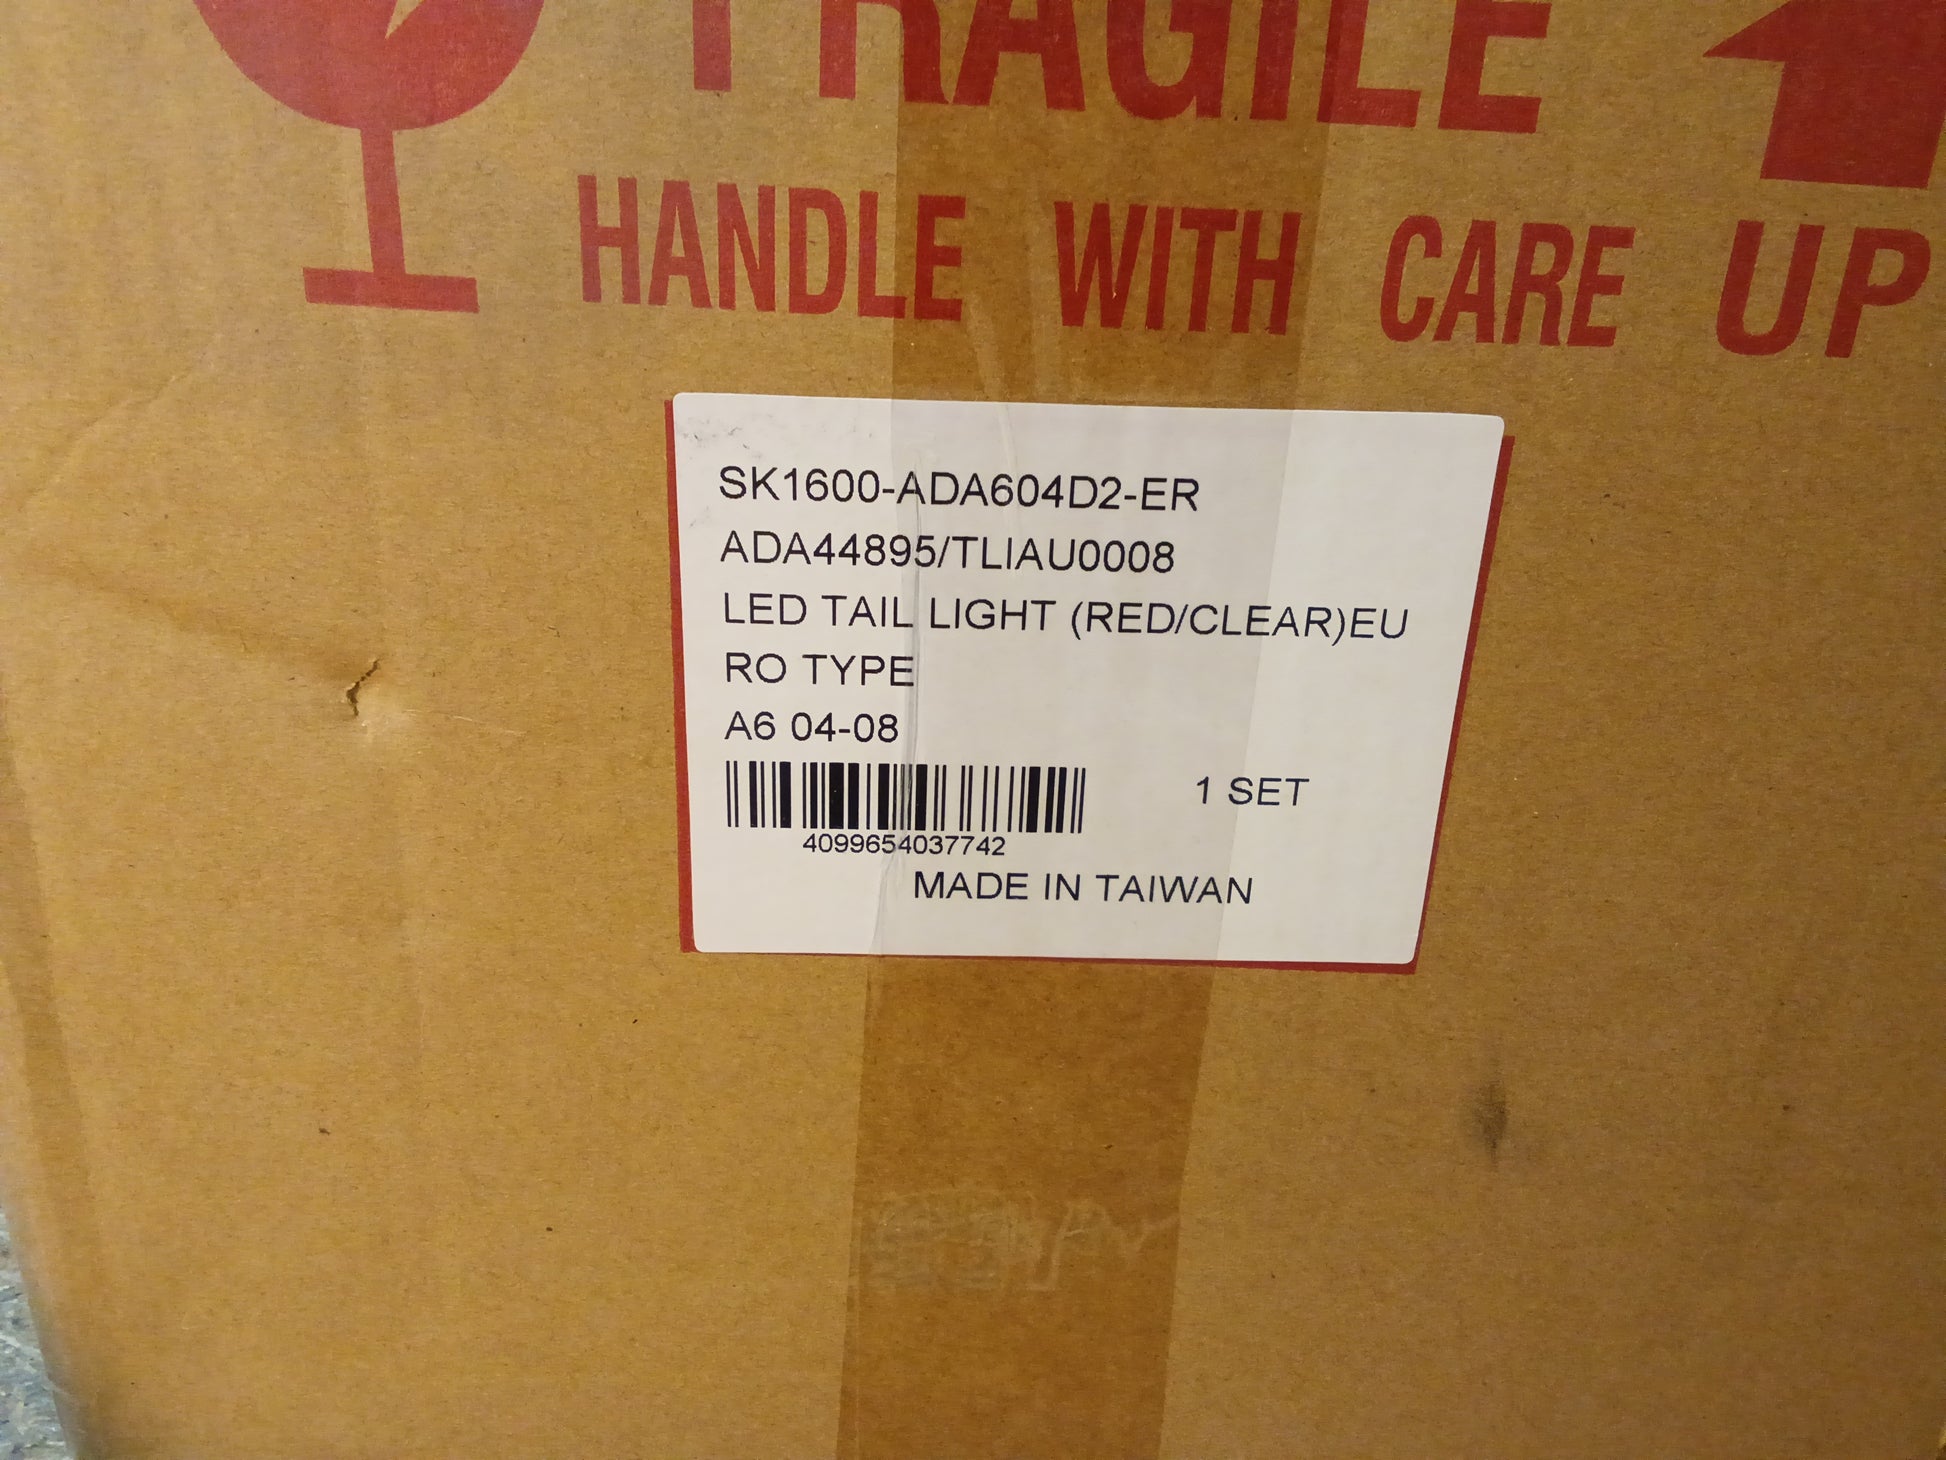 FRAGILE
HANDLE WITH CARE UP
SK1600-ADA604D2-ER
ADA44895/TLIAU0008
LED TAIL LIGHT (RED/CLEAR)EU
RO TYPE
A6 04-08
1 SET
4099654037742
MADE IN TAIWAN